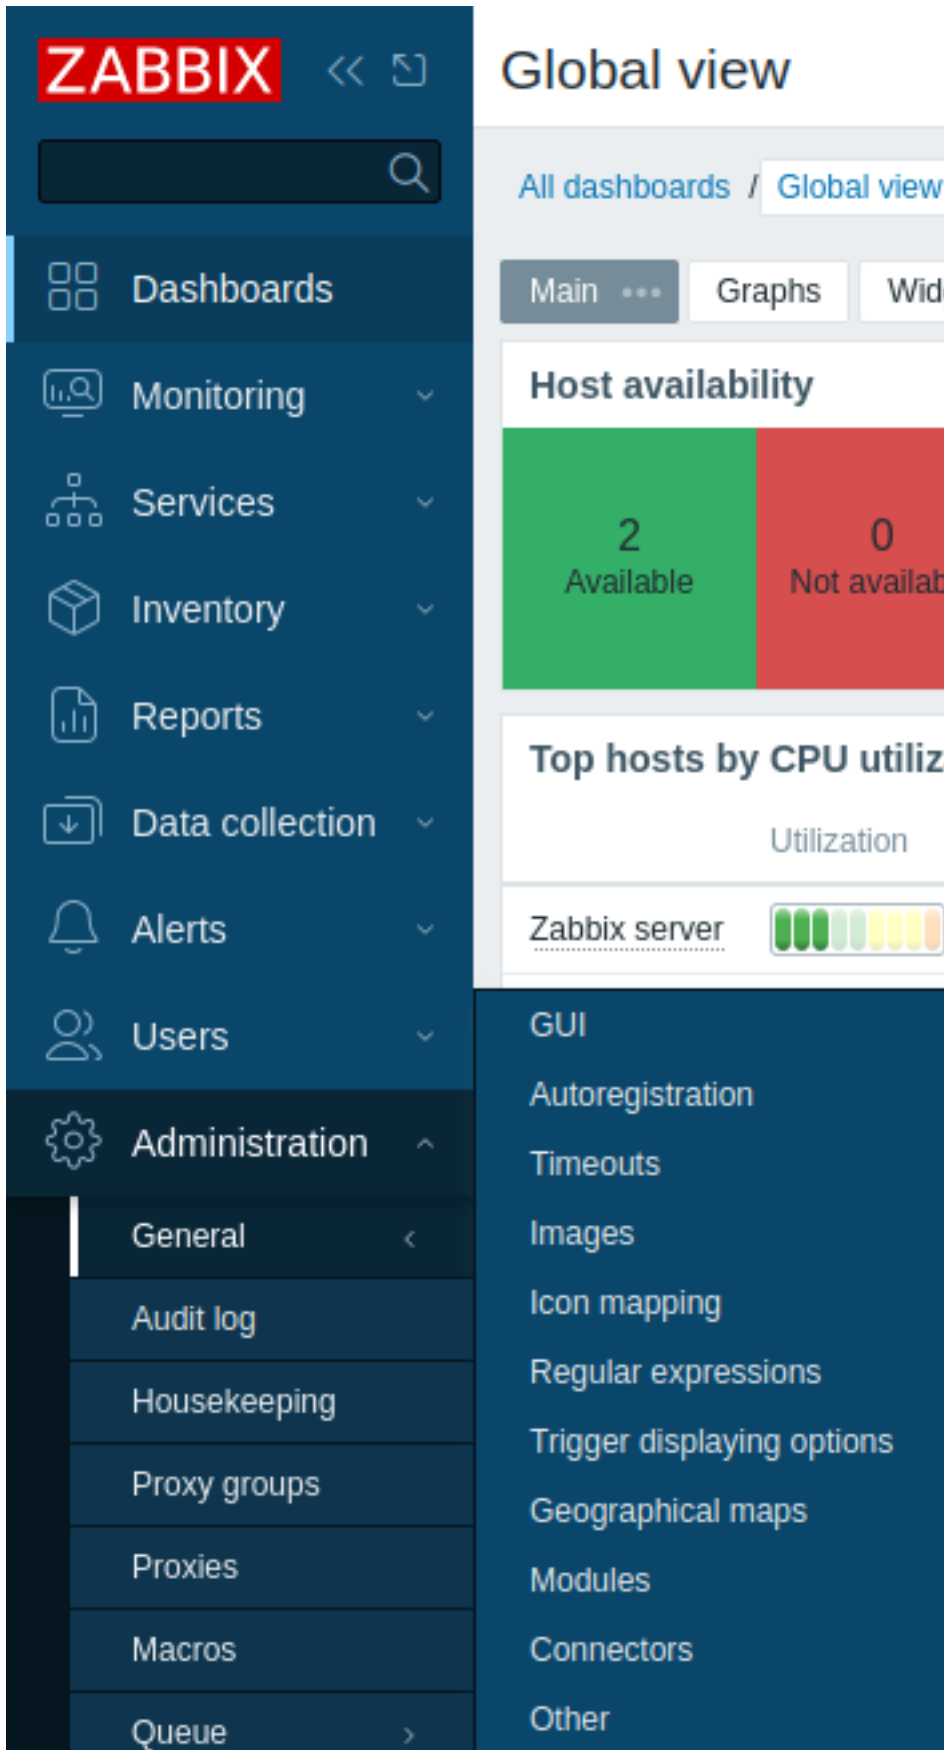 ZABBIX
Dashboards
Monitoring
Services
Inventory
Reports
Data collection
Alerts
Users
Administration
General
Audit log
Housekeeping
Proxy groups
Proxies
Macros
Queue
Global view
All dashboards / Global view
Main ••• Graphs Wid
Host availability
2 0
Available Not availab
Top hosts by CPU utiliz
Utilization
Zabbix server
GUI
Autoregistration
Timeouts
Images
Icon mapping
Regular expressions
Trigger displaying options
Geographical maps
Modules
Connectors
Other